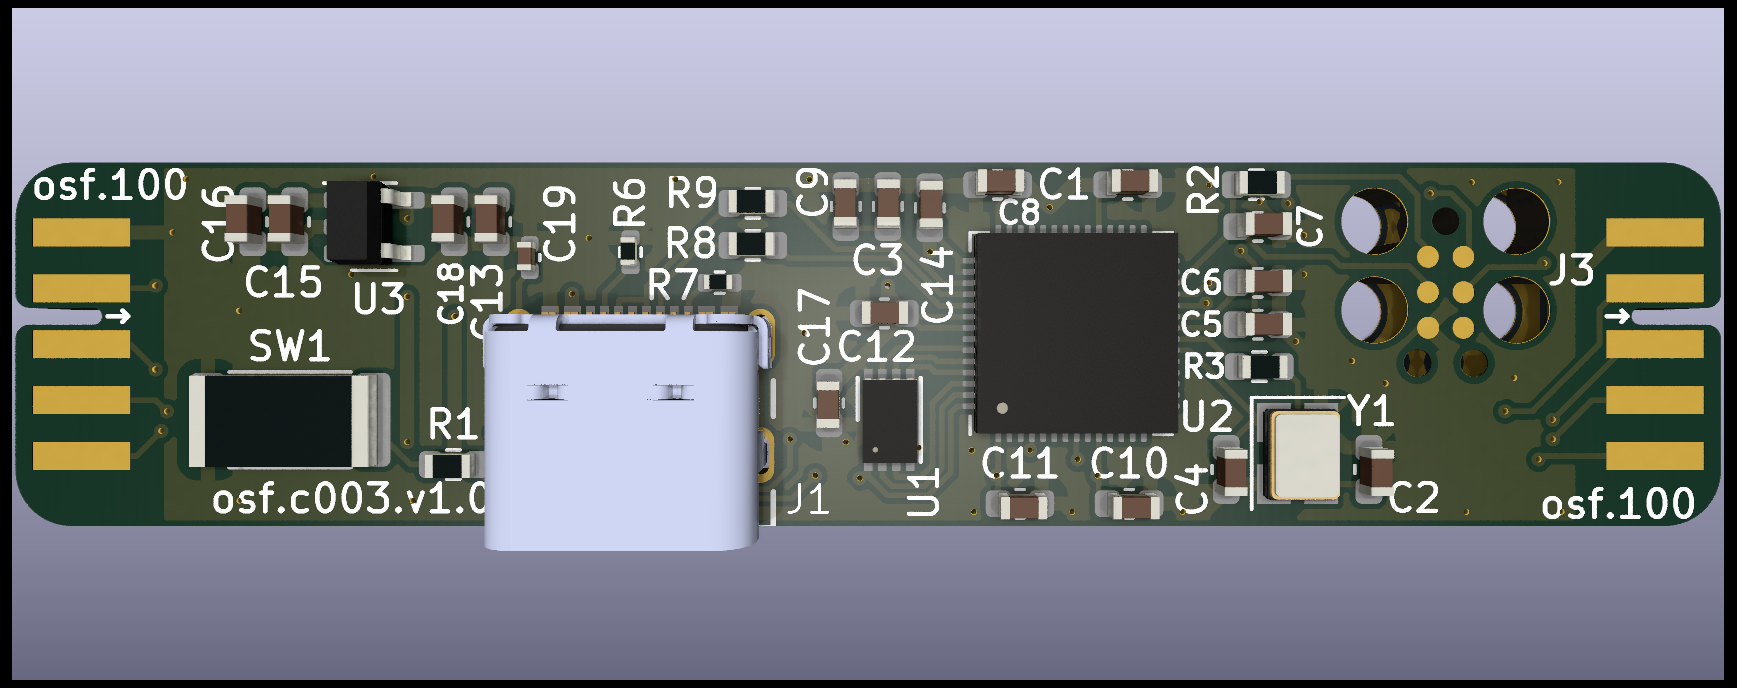 osf.100
C16
C15
U3
C18
C13
C19
R6
R9
R8
R7
C9
C3
C14
C8
C1
R2
C7
J3
→
SW1
C17
C12
C6
C5
R3
→
R1
U2
Y1
osf.c003.v1.0
J1
U1
C11
C10
C4
C2
osf.100